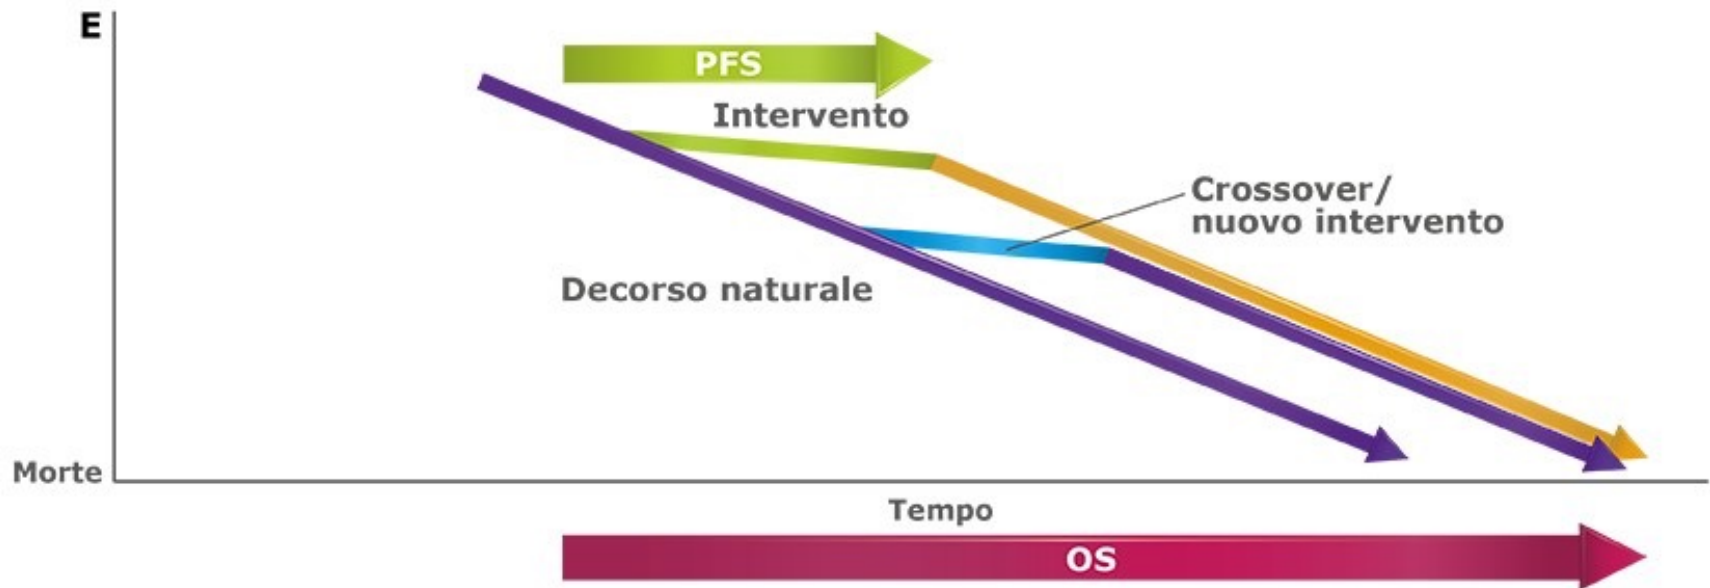 E
PFS
Intervento
Crossover/
nuovo intervento
Decorso naturale
Morte
Tempo
OS